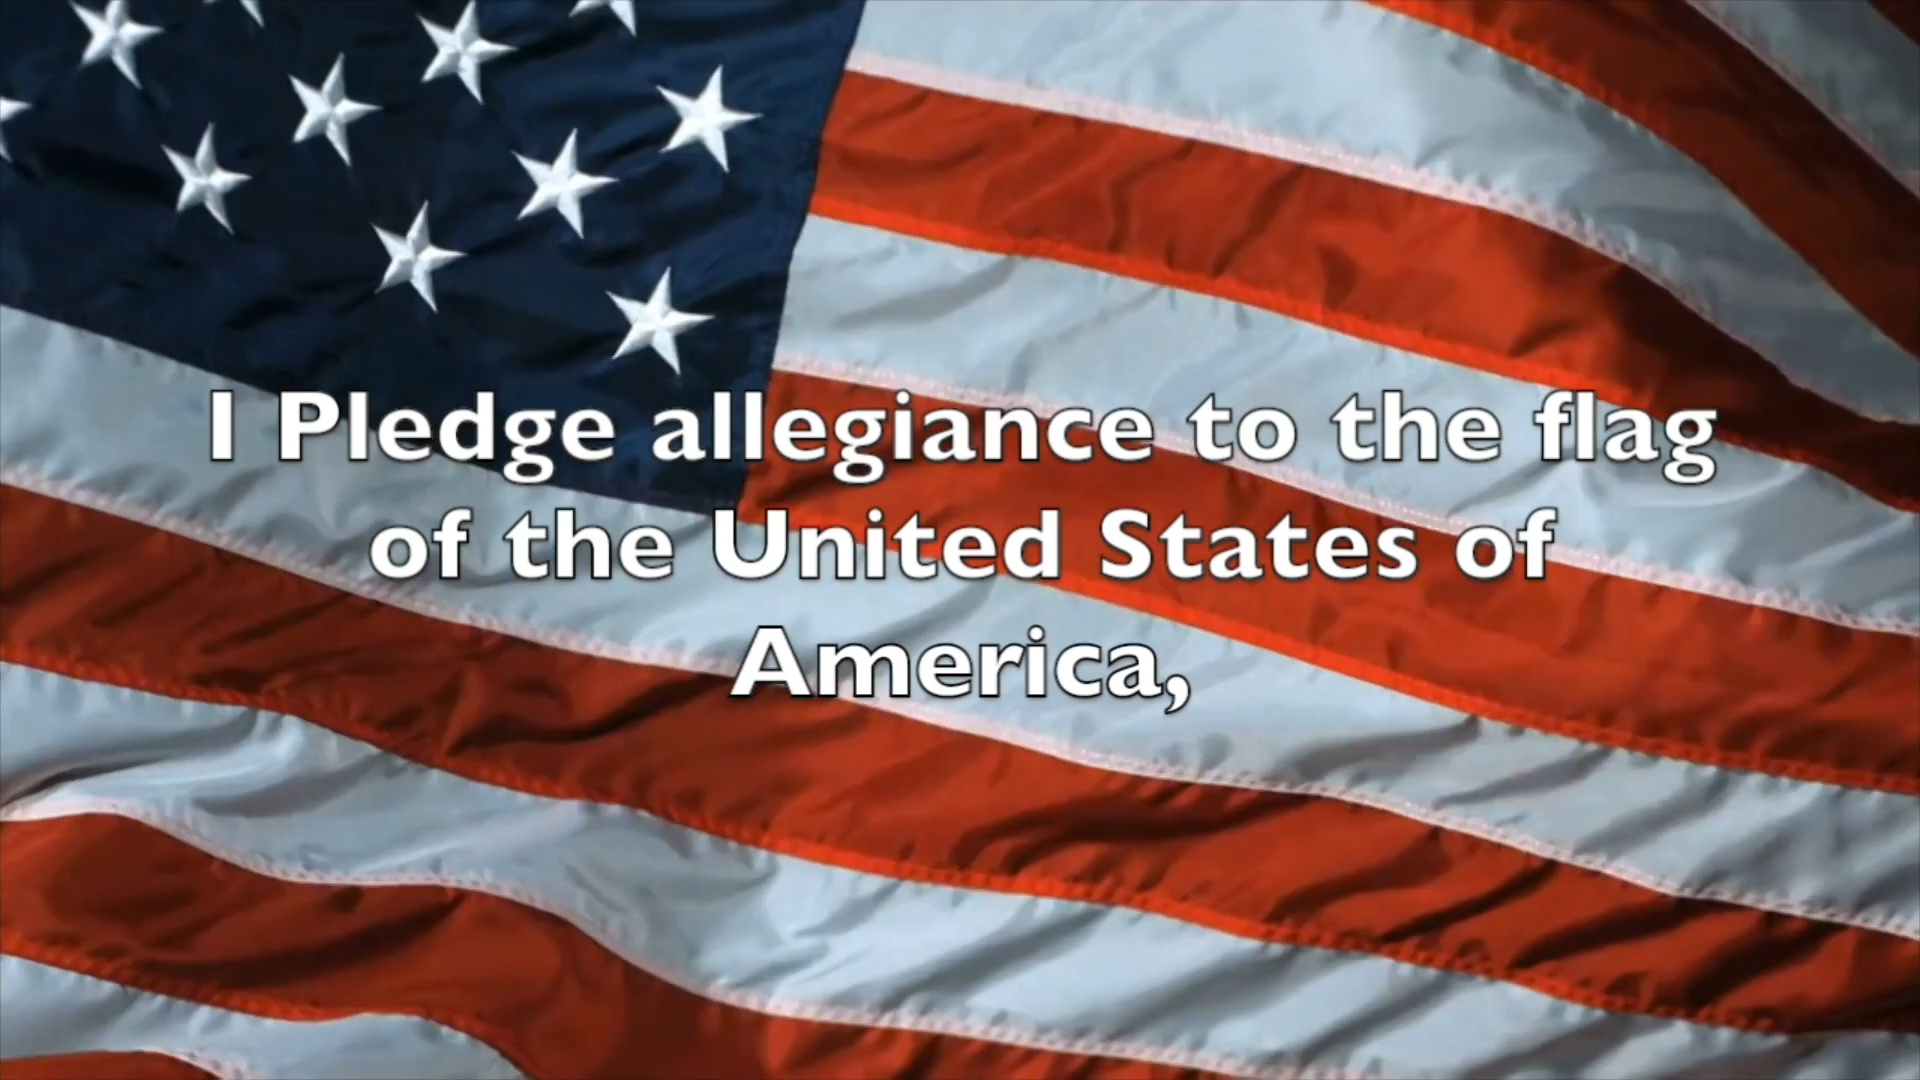 I Pledge allegiance to the flag
of the United States of
America,